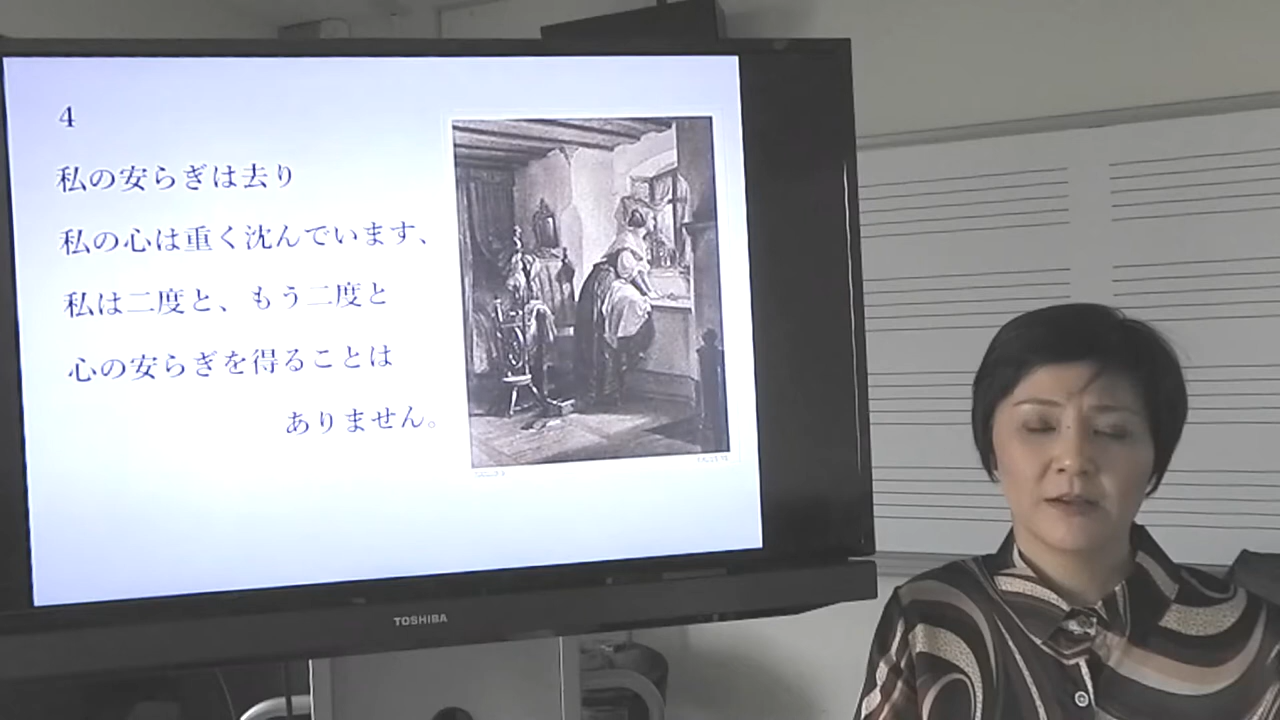 4
私の安らぎは去り
私の心は重く沈んでいます、
私は二度と、もう二度と
心の安らぎを得ることは
ありません。
TOSHIBA